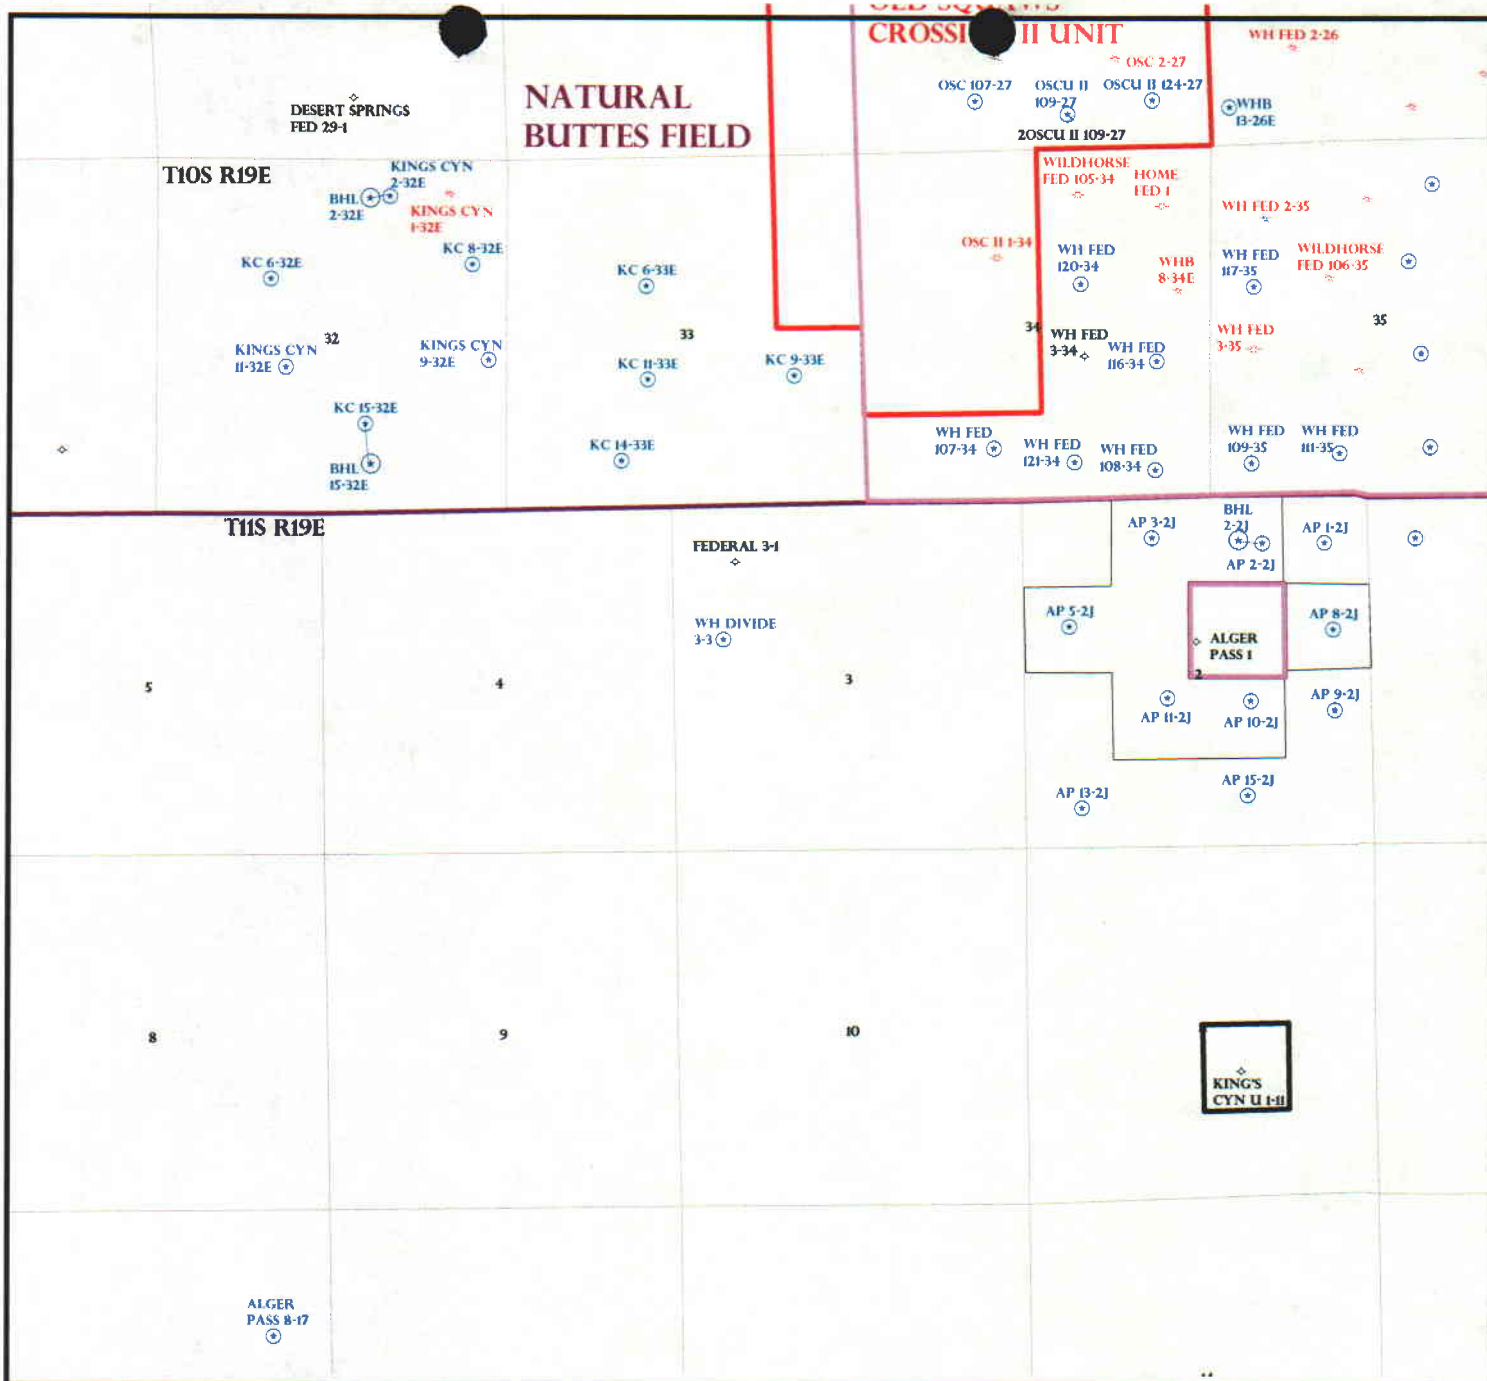 OLD SQUAWS
CROSSI II UNIT
WH FED 2-26
OSC 2-27
NATURAL
BUTTES FIELD
DESERT SPRINGS
FED 29-1
OSC 107-27
OSCU II
109-27
OSCU II 124-27
WHB
13-26E
2OSCU II 109-27
T10S R19E
KINGS CYN
2-32E
BHL
2-32E
KINGS CYN
1-32E
WILDHORSE
FED 105-34
HOME
FED 1
WH FED 2-35
KC 6-32E
KC 8-32E
KC 6-33E
OSC II 1-34
WH FED
120-34
WHB
8-34E
WH FED
117-35
WILDHORSE
FED 106-35
32
33
34
35
KINGS CYN
11-32E
KINGS CYN
9-32E
KC 11-33E
KC 9-33E
WH FED
3-34
WH FED
116-34
WH FED
3-35
KC 15-32E
BHL
15-32E
KC 14-33E
WH FED
107-34
WH FED
121-34
WH FED
108-34
WH FED
109-35
WH FED
111-35
T11S R19E
FEDERAL 3-1
AP 3-2J
BHL
2-2J
AP 2-2J
AP 1-2J
WH DIVIDE
3-3
AP 5-2J
ALGER
PASS 1
AP 8-2J
5
4
3
2
AP 11-2J
AP 10-2J
AP 9-2J
AP 13-2J
AP 15-2J
8
9
10
KING'S
CYN U 1-11
ALGER
PASS 8-17